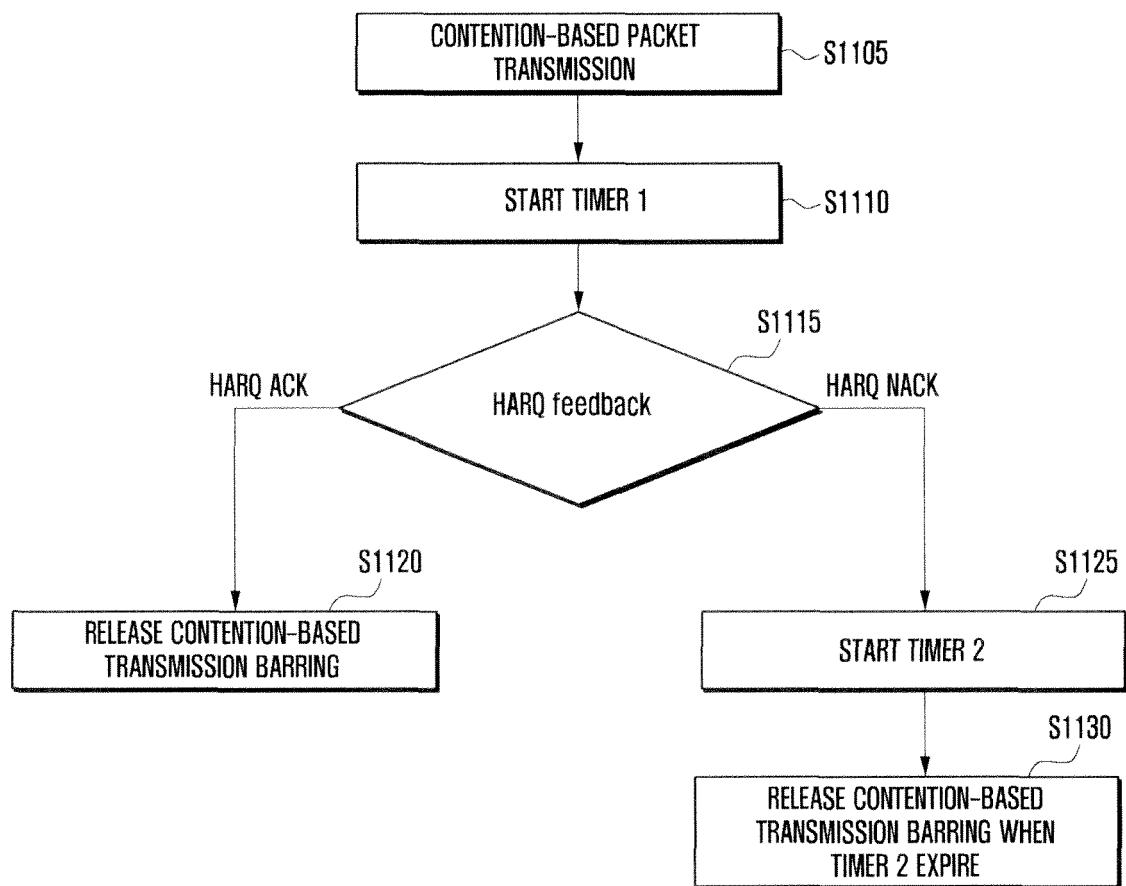 CONTENTION-BASED PACKET
TRANSMISSION
S1105
START TIMER 1
S1110
S1115
HARQ ACK
HARQ feedback
HARQ NACK
S1120
RELEASE CONTENTION-BASED
TRANSMISSION BARRING
S1125
START TIMER 2
S1130
RELEASE CONTENTION-BASED
TRANSMISSION BARRING WHEN
TIMER 2 EXPIRE